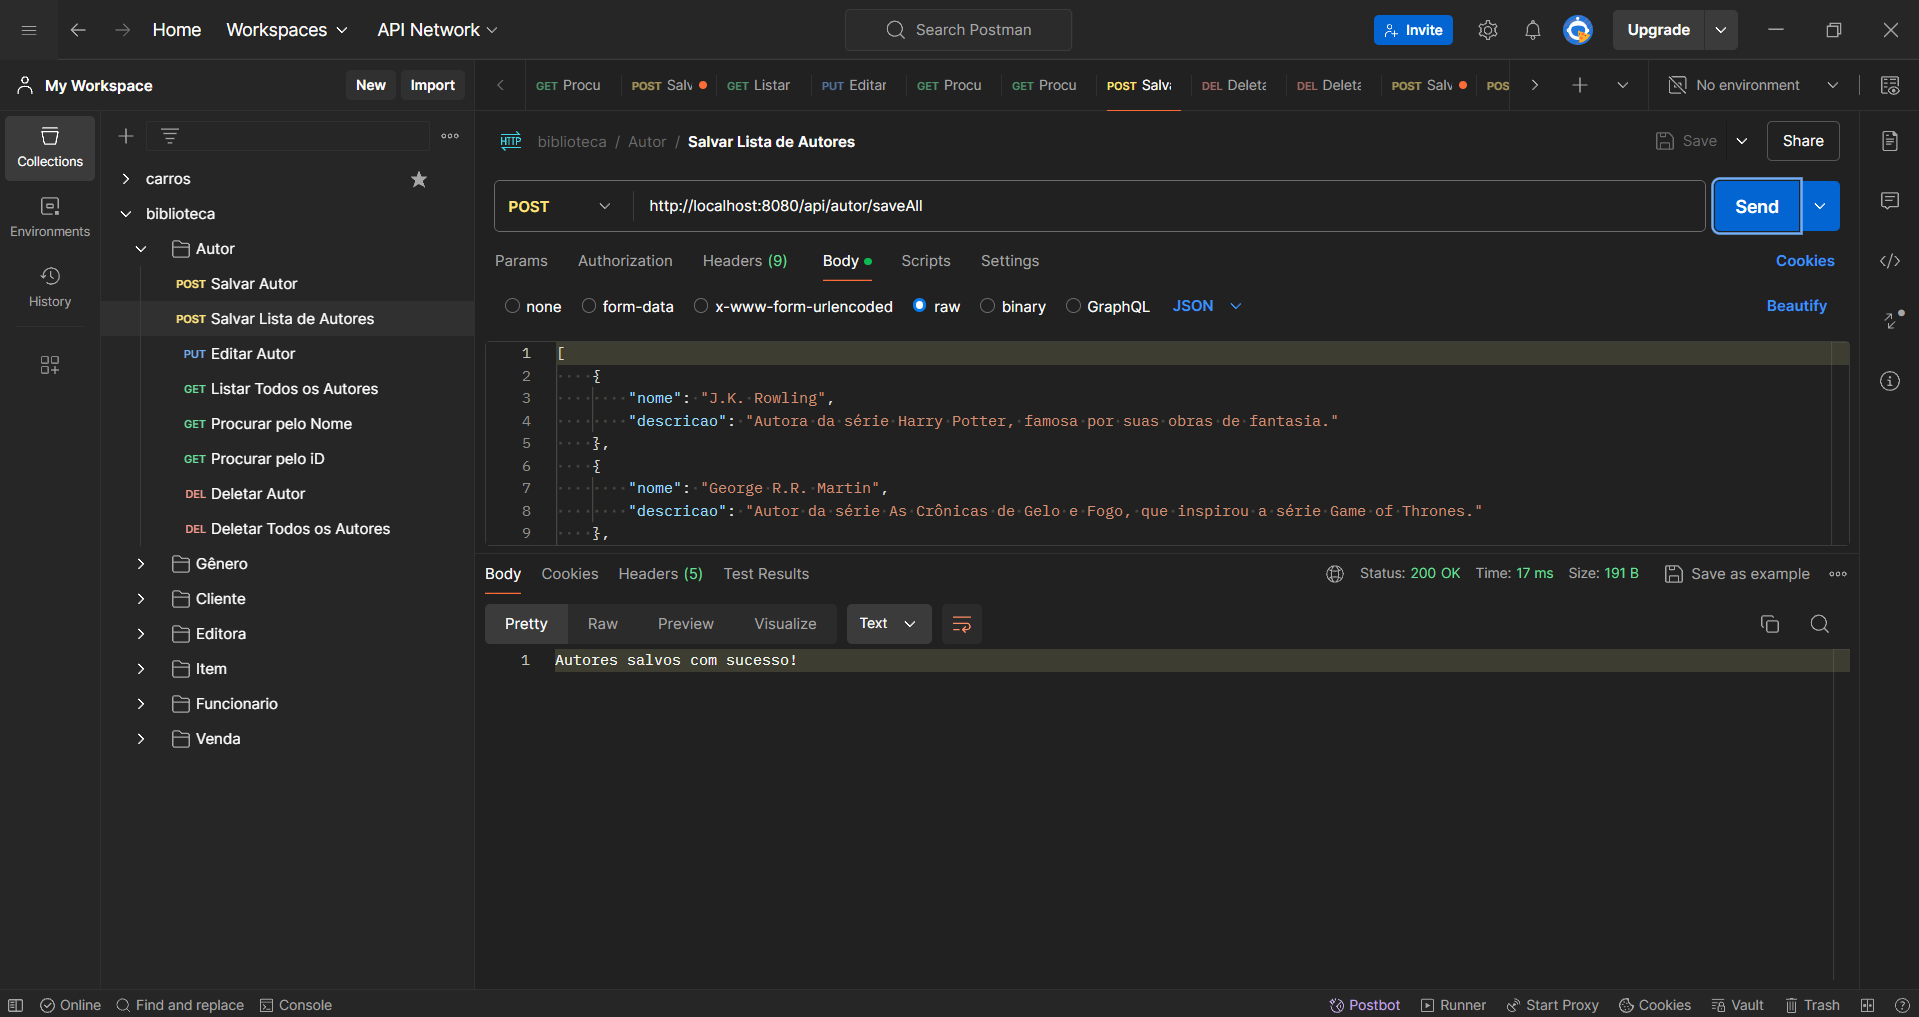 Home Workspaces API Network Search Postman Invite Upgrade
My Workspace New Import
GET Procu POST Salv GET Listar PUT Editar GET Procu GET Procu POST Salva DEL Deleta DEL Deleta POST Salv POS No environment
Collections
Environments
History
carros
biblioteca
Autor
POST Salvar Autor
POST Salvar Lista de Autores
PUT Editar Autor
GET Listar Todos os Autores
GET Procurar pelo Nome
GET Procurar pelo iD
DEL Deletar Autor
DEL Deletar Todos os Autores
Gênero
Cliente
Editora
Item
Funcionario
Venda
HTTP biblioteca / Autor / Salvar Lista de Autores Save Share
POST http://localhost:8080/api/autor/saveAll Send
Params Authorization Headers (9) Body Scripts Settings Cookies
none form-data x-www-form-urlencoded raw binary GraphQL JSON Beautify
1 [
2 {
3 "nome": "J.K. Rowling",
4 "descricao": "Autora da série Harry Potter, famosa por suas obras de fantasia."
5 },
6 {
7 "nome": "George R.R. Martin",
8 "descricao": "Autor da série As Crônicas de Gelo e Fogo, que inspirou a série Game of Thrones."
9 },
Body Cookies Headers (5) Test Results Status: 200 OK Time: 17 ms Size: 191 B Save as example
Pretty Raw Preview Visualize Text
1 Autores salvos com sucesso!
Online Find and replace Console Postbot Runner Start Proxy Cookies Vault Trash